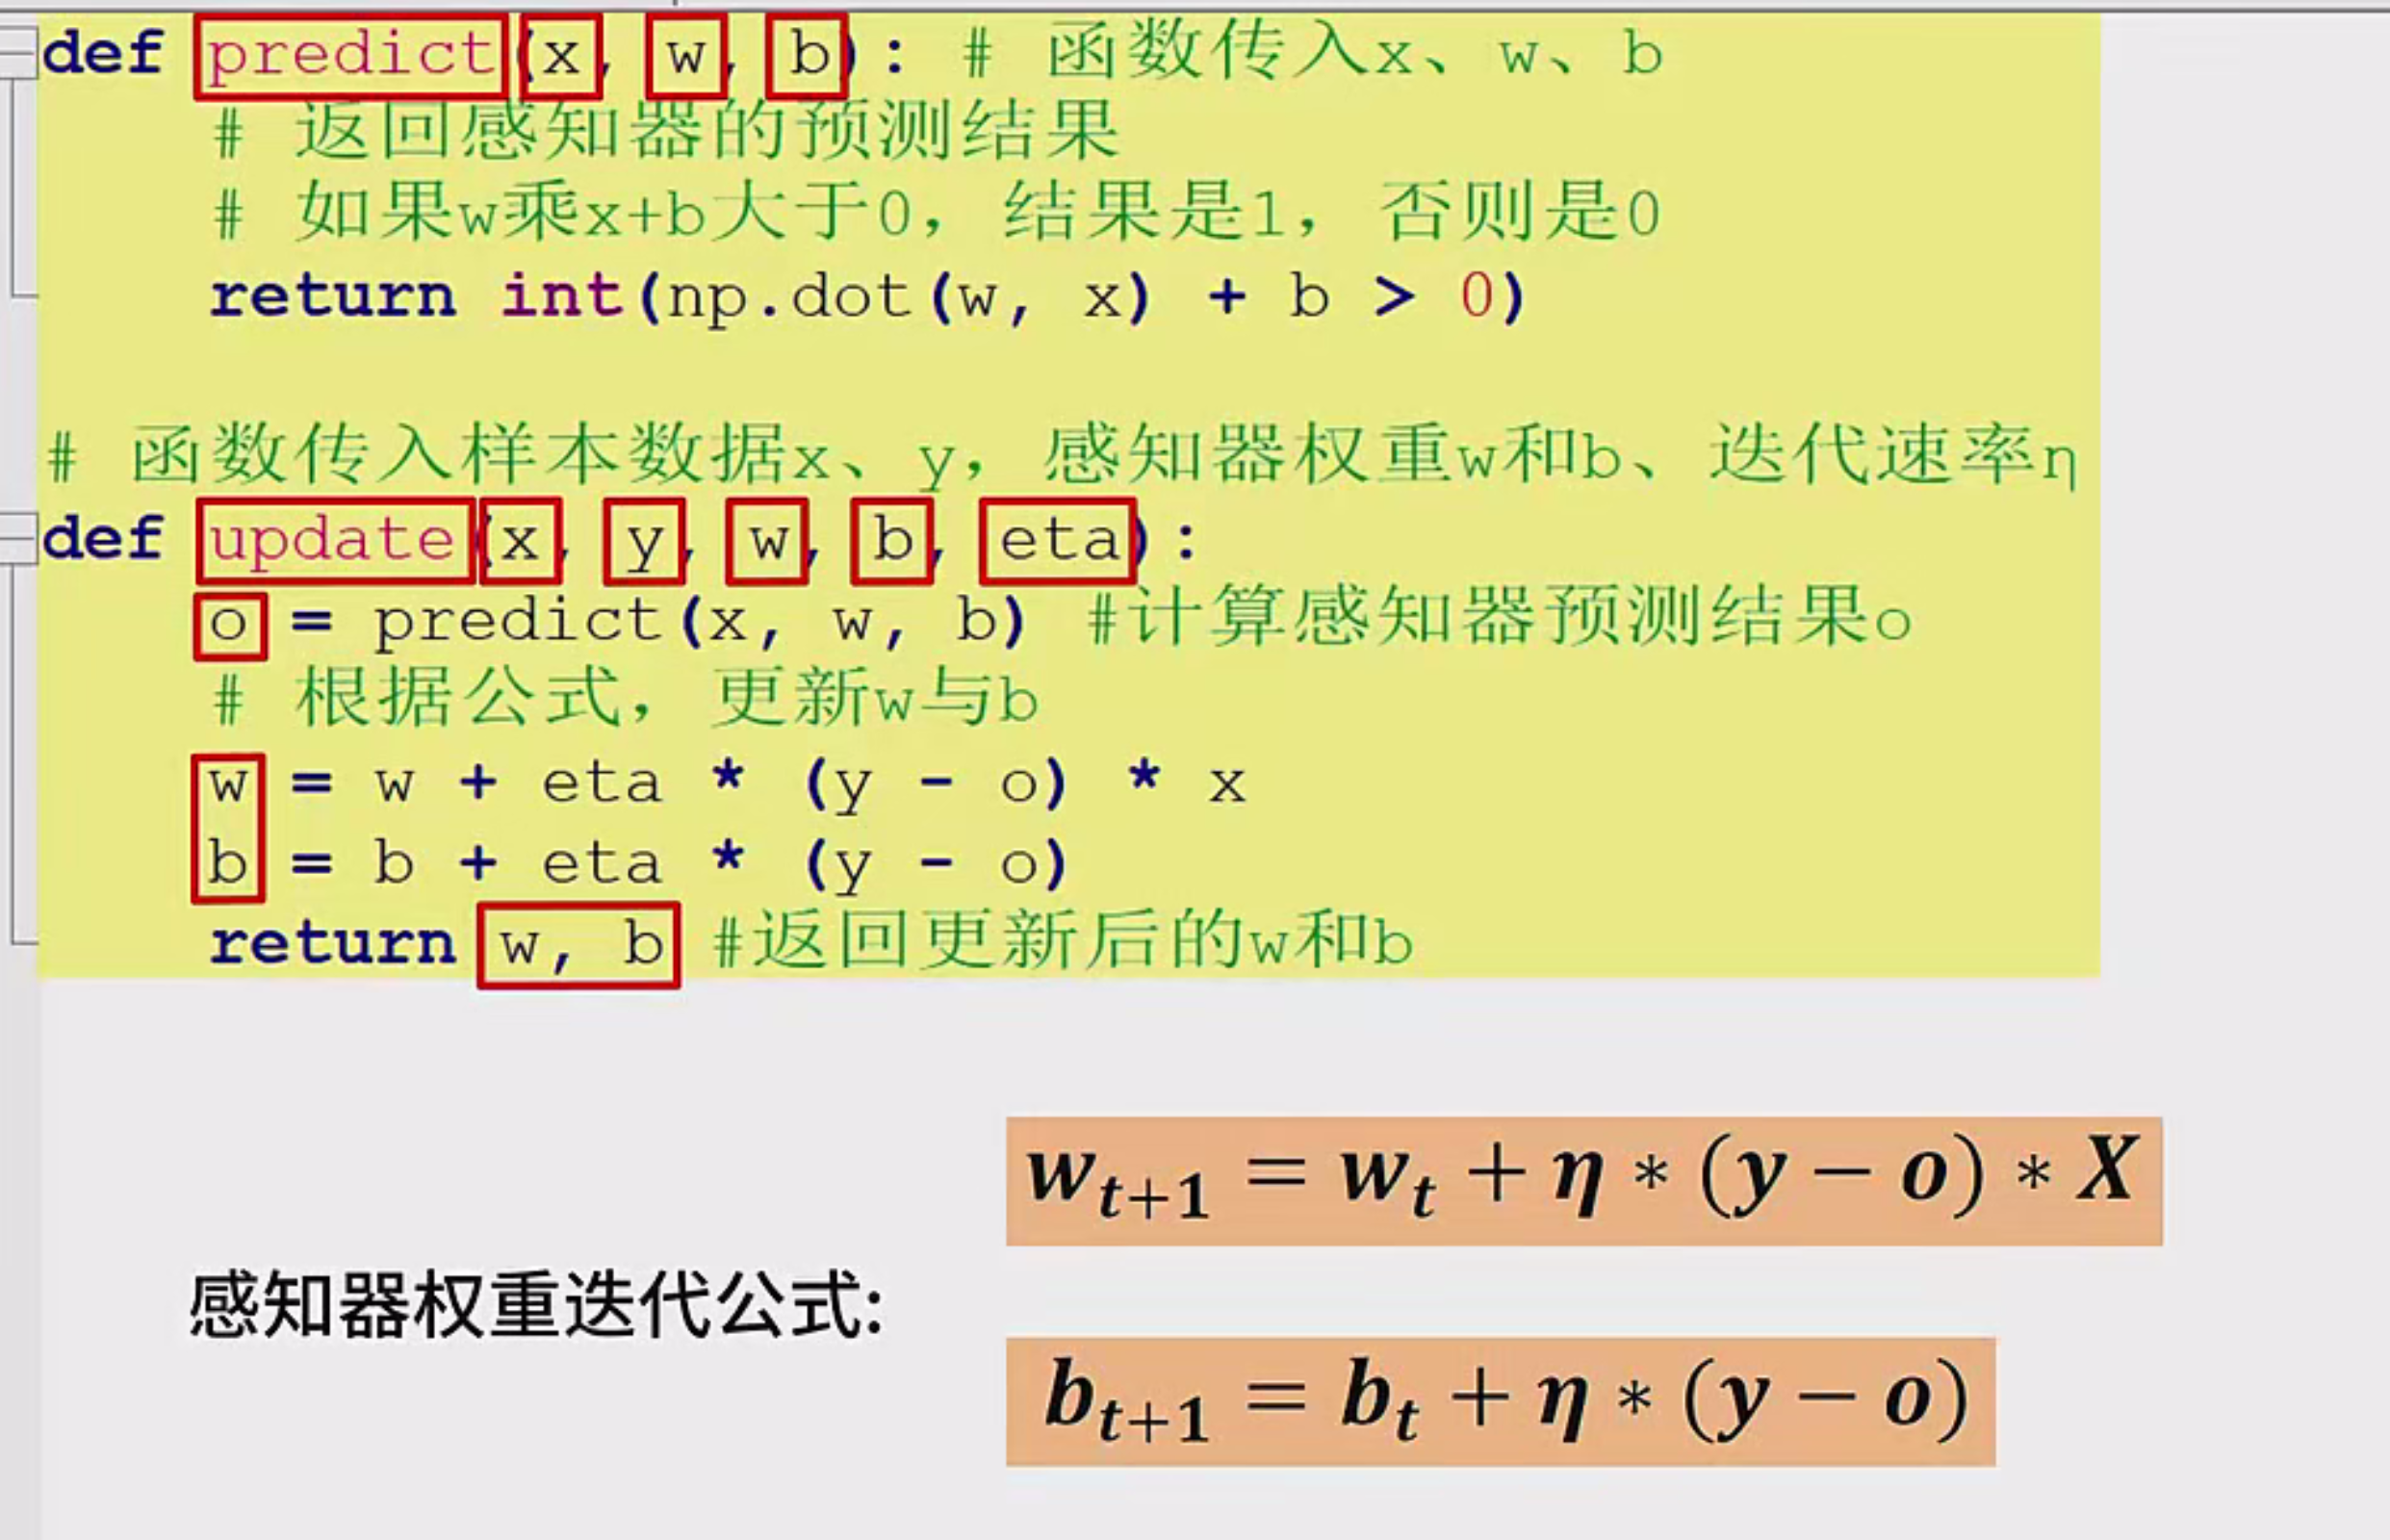 def predict(x, w, b): # 函数传入x、w、b
# 返回感知器的预测结果
# 如果w乘x+b大于0，结果是1，否则是0
return int(np.dot(w, x) + b > 0)
# 函数传入样本数据x、y，感知器权重w和b、迭代速率η
def update(x, y, w, b, eta):
o = predict(x, w, b) #计算感知器预测结果o
# 根据公式，更新w与b
w = w + eta * (y - o) * x
b = b + eta * (y - o)
return w, b #返回更新后的w和b
感知器权重迭代公式:
w_{t+1} = w_t + η * (y − o) * X
b_{t+1} = b_t + η * (y − o)